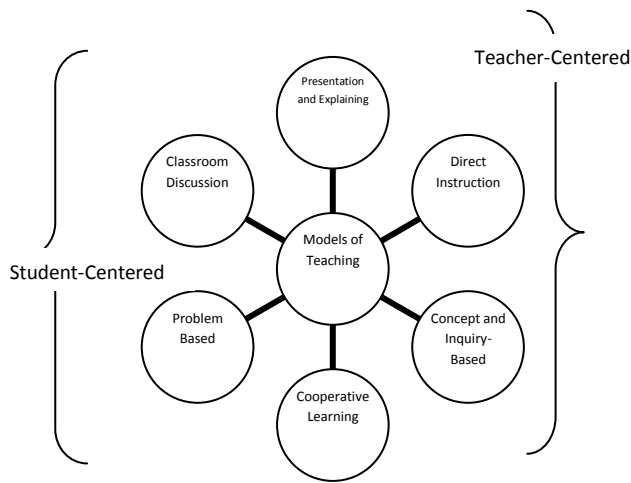 Teacher-Centered
Presentation
and Explaining
Classroom
Discussion
Direct
Instruction
Models of
Teaching
Student-Centered
Problem
Based
Concept and
Inquiry-
Based
Cooperative
Learning